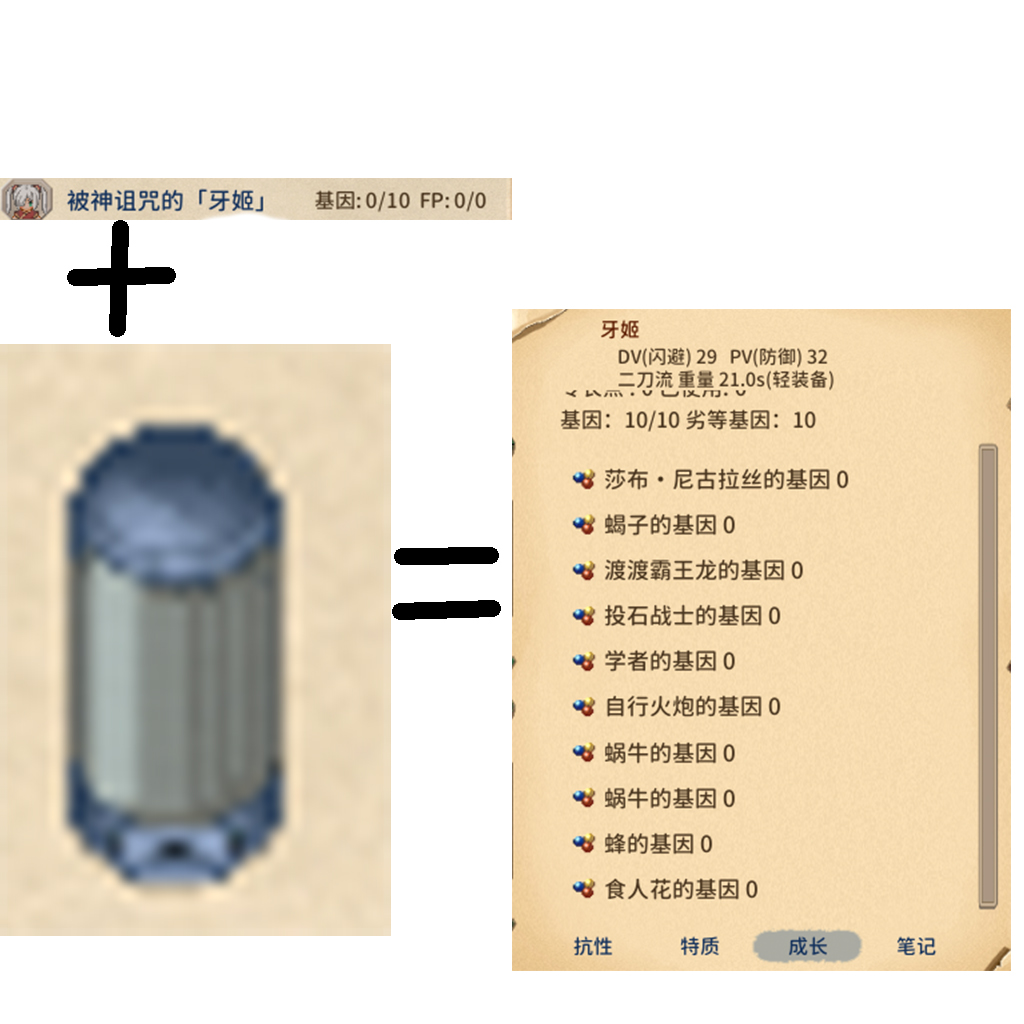 被神诅咒的「牙姬」 基因:0/10 FP:0/0
牙姬
DV(闪避) 29 PV(防御) 32
二刀流 重量 21.0s(轻装备)
基因：10/10 劣等基因：10
莎布·尼古拉丝的基因 0
蝎子的基因 0
渡渡霸王龙的基因 0
投石战士的基因 0
学者的基因 0
自行火炮的基因 0
蜗牛的基因 0
蜗牛的基因 0
蜂的基因 0
食人花的基因 0
抗性 特质 成长 笔记